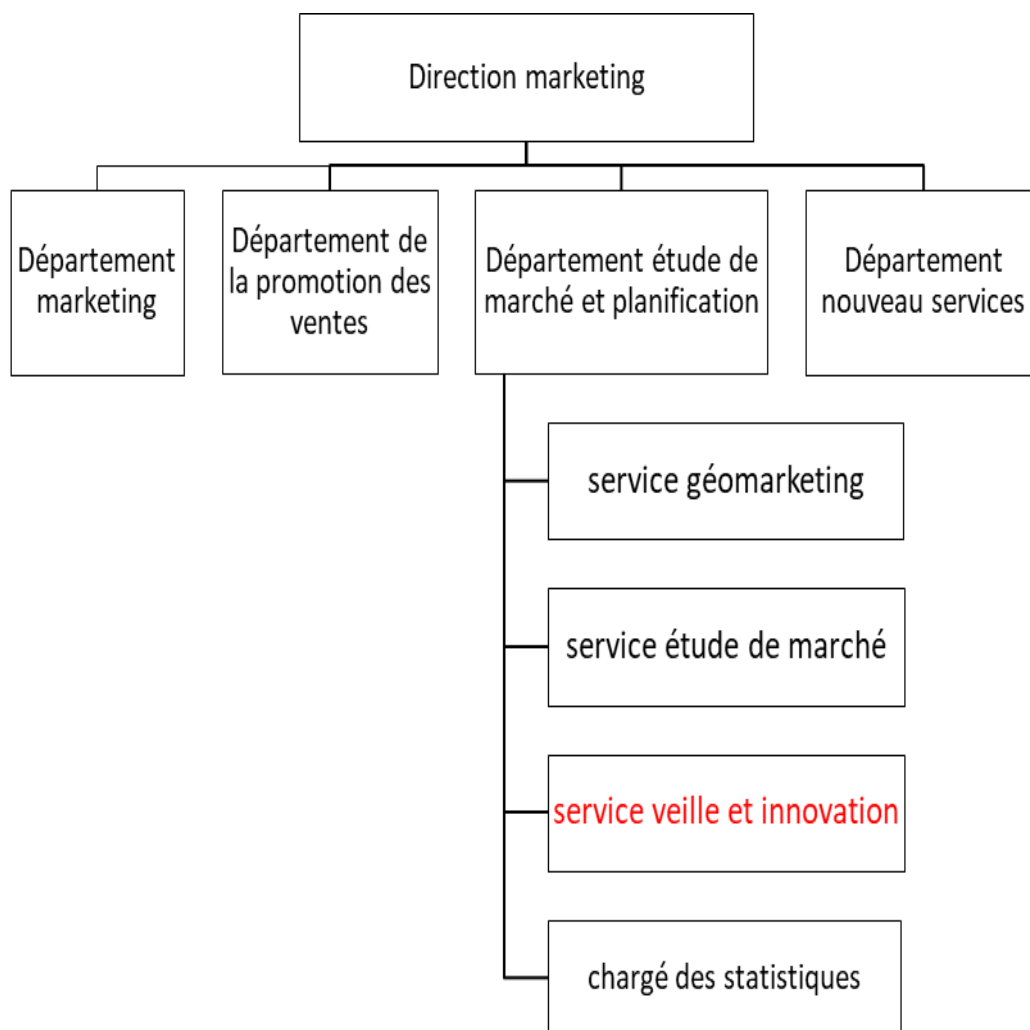 Direction marketing
Département
marketing
Département de
la promotion des
ventes
Département étude de
marché et planification
Département
nouveau services
service géomarketing
service étude de marché
service veille et innovation
chargé des statistiques